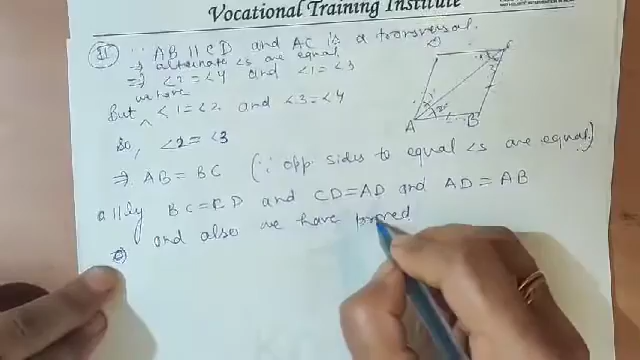 Vocational Training Institute
II) ∵ AB || CD and AC is a transversal.
⇒ alternate ∠s are equal
⇒ ∠2 = ∠4 and ∠1 = ∠3
we have
But ^ ∠1 = ∠2 and ∠3 = ∠4
So, ∠2 = ∠3
⇒ AB = BC (∵ opp sides to equal ∠s are equal)
a lldy BC = CD and CD = AD and AD = AB
and also we have proved
A B